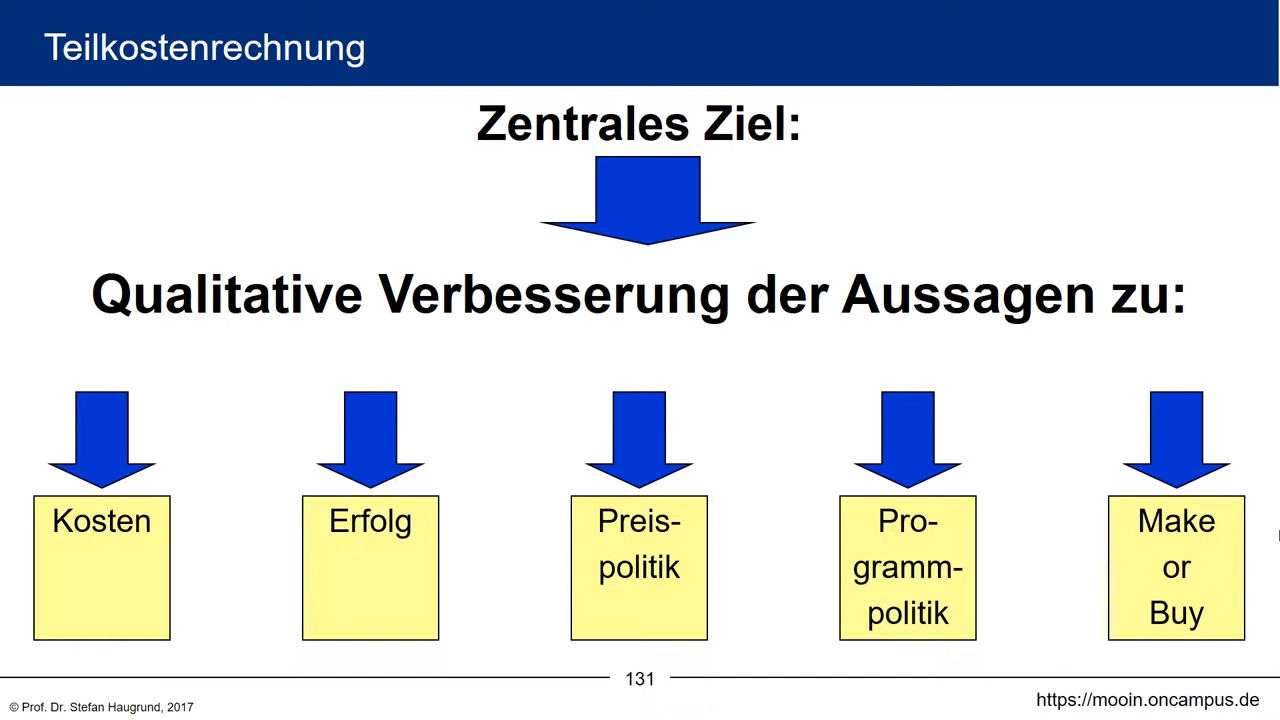 Teilkostenrechnung
Zentrales Ziel:
Qualitative Verbesserung der Aussagen zu:
Kosten
Erfolg
Preis-
politik
Pro-
gramm-
politik
Make
or
Buy
131
© Prof. Dr. Stefan Haugrund, 2017
https://mooin.oncampus.de